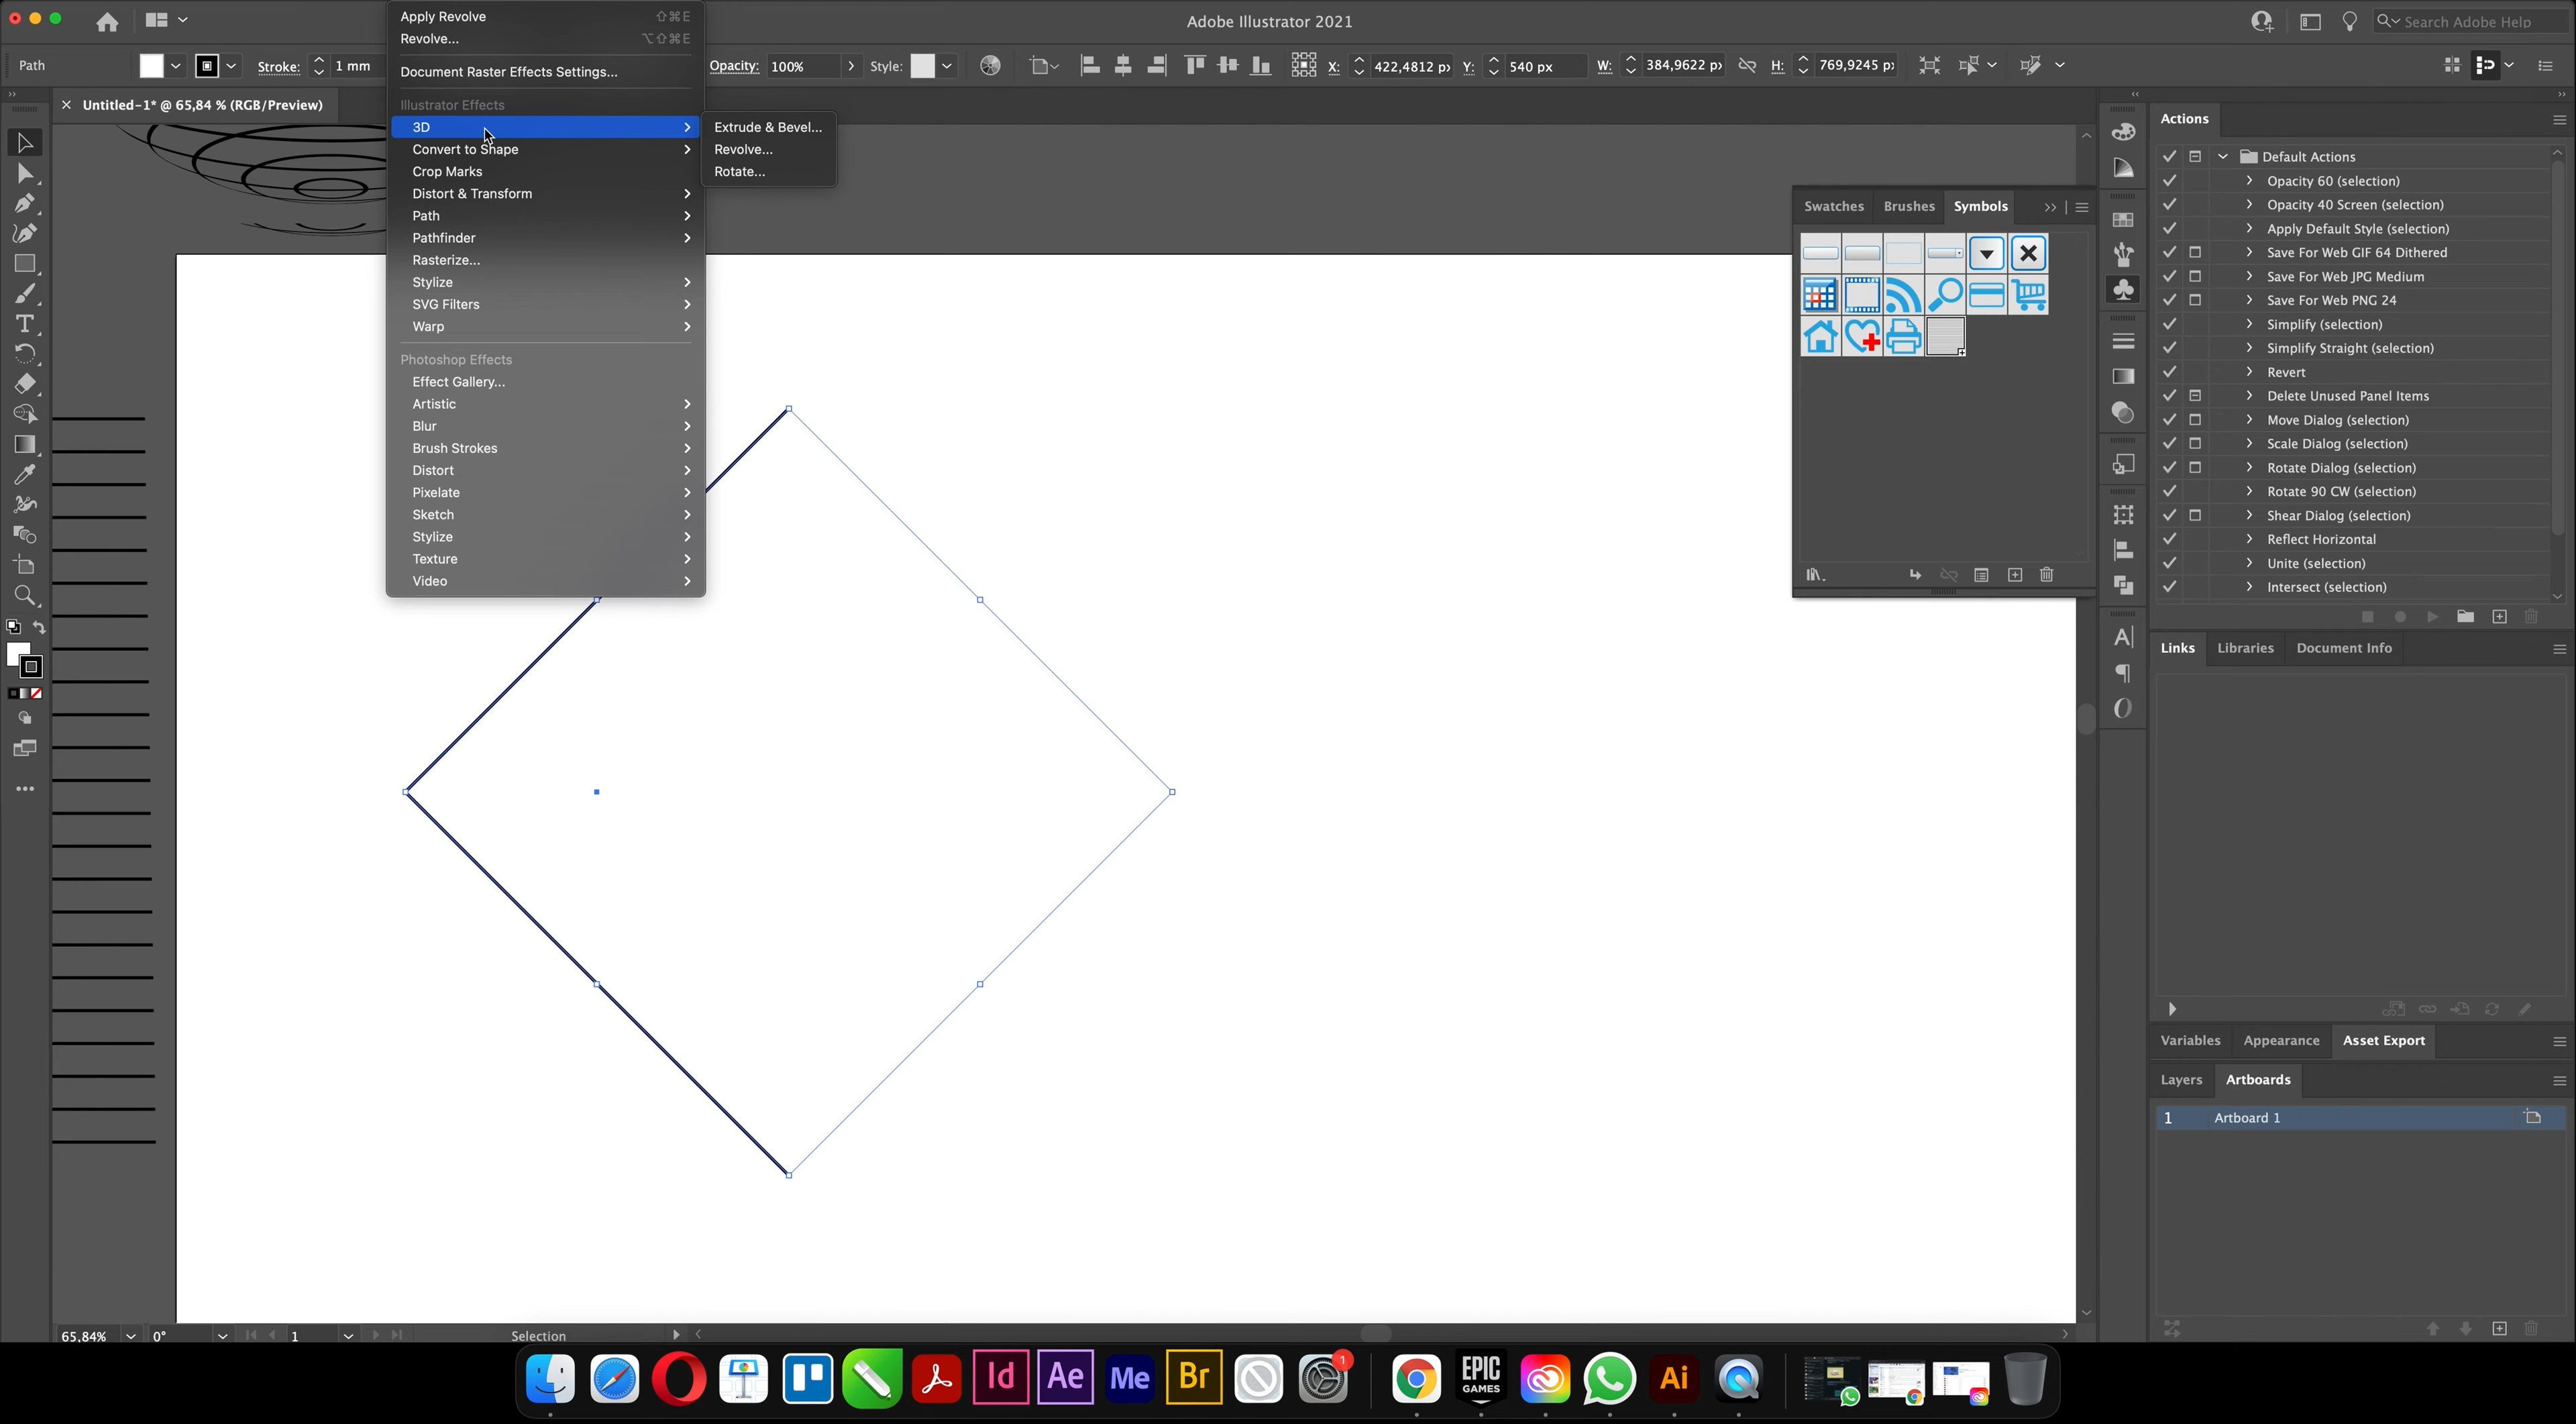 Adobe Illustrator 2021
Search Adobe Help
Path
Stroke:
1 mm
Opacity:
100%
Style:
X:
422,4812 p
Y:
540 px
W:
384,9622 p
H:
769,9245 p
Untitled-1* @ 65,84 % (RGB/Preview)
Apply Revolve ⇧⌘E
Revolve... ⌥⇧⌘E
Document Raster Effects Settings...
Illustrator Effects
3D
Convert to Shape
Crop Marks
Distort & Transform
Path
Pathfinder
Rasterize...
Stylize
SVG Filters
Warp
Photoshop Effects
Effect Gallery...
Artistic
Blur
Brush Strokes
Distort
Pixelate
Sketch
Stylize
Texture
Video
Extrude & Bevel...
Revolve...
Rotate...
Swatches Brushes Symbols
Actions
Default Actions
Opacity 60 (selection)
Opacity 40 Screen (selection)
Apply Default Style (selection)
Save For Web GIF 64 Dithered
Save For Web JPG Medium
Save For Web PNG 24
Simplify (selection)
Simplify Straight (selection)
Revert
Delete Unused Panel Items
Move Dialog (selection)
Scale Dialog (selection)
Rotate Dialog (selection)
Rotate 90 CW (selection)
Shear Dialog (selection)
Reflect Horizontal
Unite (selection)
Intersect (selection)
Links Libraries Document Info
Variables Appearance Asset Export
Layers Artboards
1 Artboard 1
65,84%
0°
1
Selection
Id
Ae
Me
Br
1
EPIC
GAMES
Ai